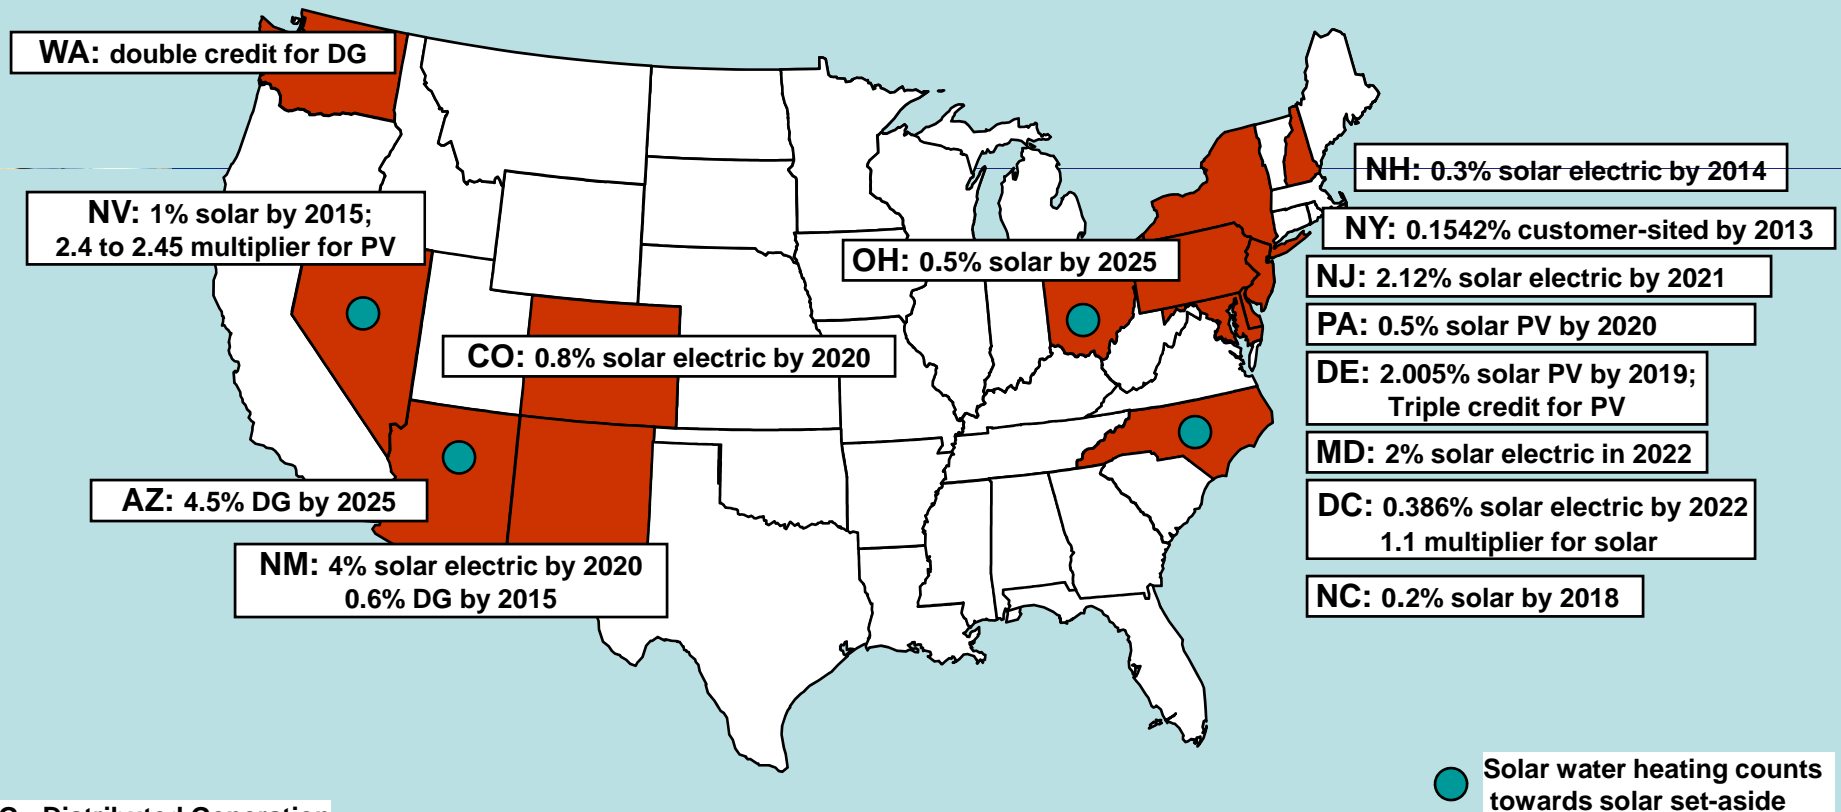 WA: double credit for DG
NH: 0.3% solar electric by 2014
NV: 1% solar by 2015;
2.4 to 2.45 multiplier for PV
NY: 0.1542% customer-sited by 2013
OH: 0.5% solar by 2025
NJ: 2.12% solar electric by 2021
PA: 0.5% solar PV by 2020
CO: 0.8% solar electric by 2020
DE: 2.005% solar PV by 2019;
Triple credit for PV
MD: 2% solar electric in 2022
AZ: 4.5% DG by 2025
DC: 0.386% solar electric by 2022
1.1 multiplier for solar
NM: 4% solar electric by 2020
0.6% DG by 2015
NC: 0.2% solar by 2018
Solar water heating counts
towards solar set-aside
Distributed Generation